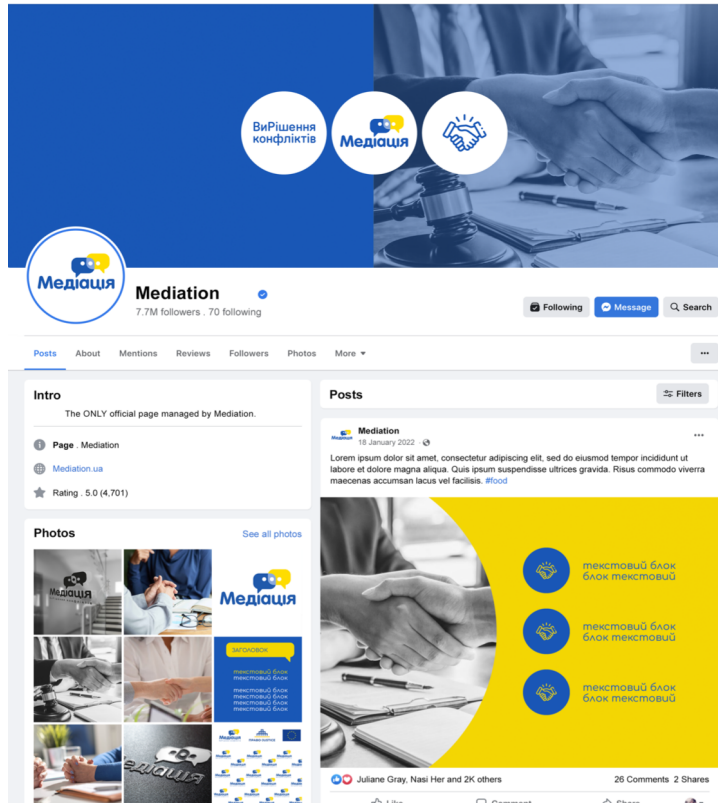 ВиРішення
конфліктів
Медіація
Медіація
Mediation
7.7M followers . 70 following
Following
Message
Search
Posts
About
Mentions
Reviews
Followers
Photos
More
Intro
The ONLY official page managed by Mediation.
Page . Mediation
Mediation.ua
Rating . 5.0 (4,701)
Photos
See all photos
Медіація
Медіація
ЗАГОЛОВОК
текстовий блок
текстовий блок
текстовий блок
текстовий блок
текстовий блок
текстовий блок
Медіація
Posts
Filters
Медіація
Mediation
18 January 2022
Lorem ipsum dolor sit amet, consectetur adipiscing elit, sed do eiusmod tempor incididunt ut
labore et dolore magna aliqua. Quis ipsum suspendisse ultrices gravida. Risus commodo viverra
maecenas accumsan lacus vel facilisis. #food
текстовий блок
блок текстовий
текстовий блок
блок текстовий
текстовий блок
блок текстовий
Juliane Gray, Nasi Her and 2K others
26 Comments 2 Shares
Like
Comment
Share